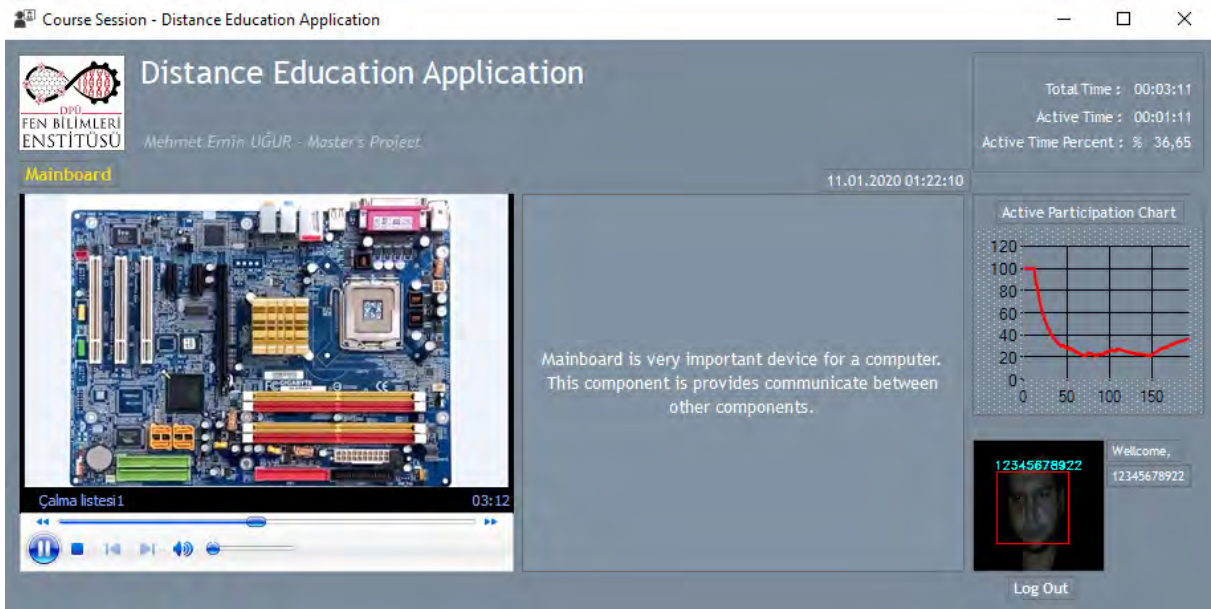 Course Session - Distance Education Application
DPÜ
FEN BİLİMLERİ
ENSTİTÜSÜ
Distance Education Application
Mehmet Emin UĞUR - Master's Project
Total Time : 00:03:11
Active Time : 00:01:11
Active Time Percent : % 36,65
Mainboard
11.01.2020 01:22:10
GIGABYTE
Mainboard is very important device for a computer.
This component is provides communicate between
other components.
Active Participation Chart
120
100
80
60
40
20
0
0 50 100 150
Çalma listesi1 03:12
12345678922
Wellcome,
12345678922
Log Out